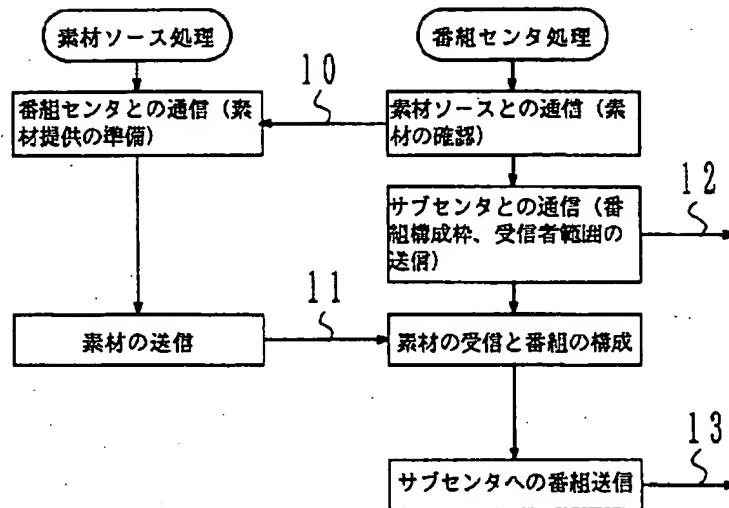 素材ソース処理
番組センタ処理
10
番組センタとの通信（素
材提供の準備）
素材ソースとの通信（素
材の確認）
12
サブセンタとの通信（番
組構成枠、受信者範囲の
送信）
11
素材の送信
素材の受信と番組の構成
13
サブセンタへの番組送信